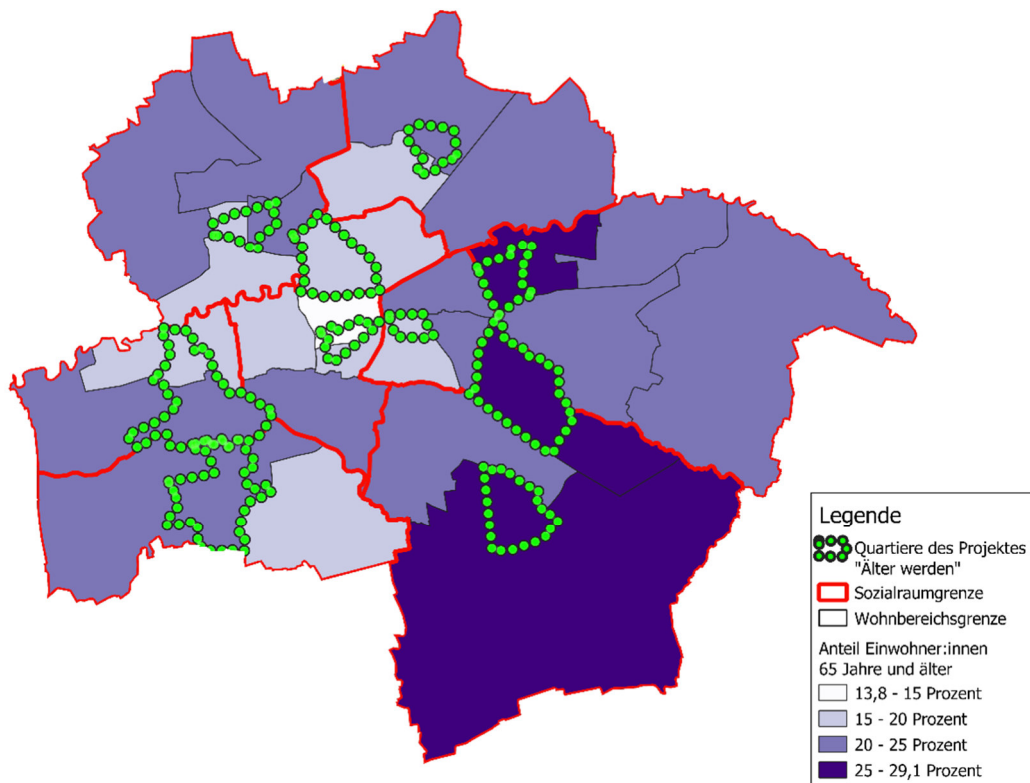 Legende
Quartiere des Projektes
"Älter werden"
Sozialraumgrenze
Wohnbereichsgrenze
Anteil Einwohner:innen
65 Jahre und älter
13,8 - 15 Prozent
15 - 20 Prozent
20 - 25 Prozent
25 - 29,1 Prozent